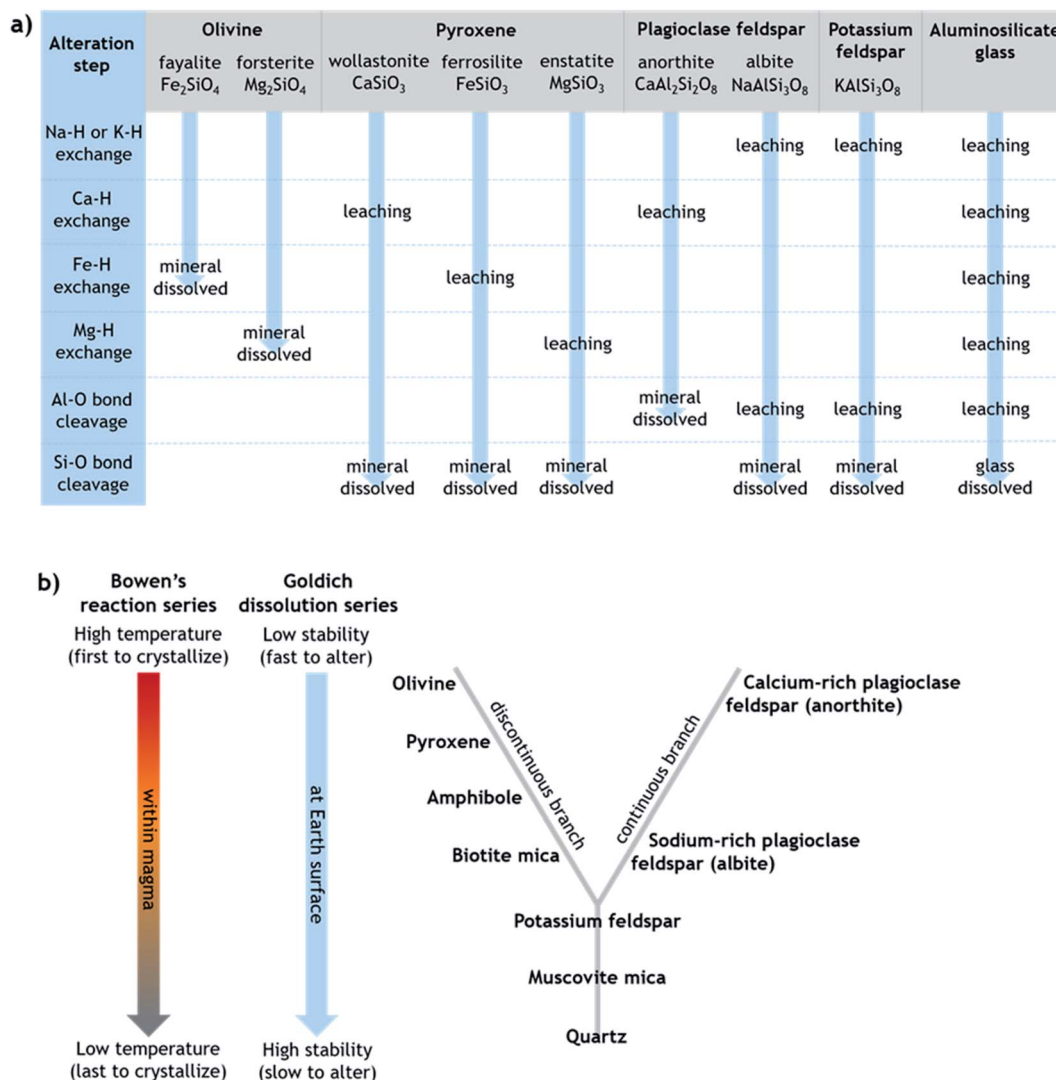 a)
Alteration
step
Olivine
Pyroxene
Plagioclase feldspar
Potassium
feldspar
Aluminosilicate
glass
fayalite
Fe₂SiO₄
forsterite
Mg₂SiO₄
wollastonite
CaSiO₃
ferrosilite
FeSiO₃
enstatite
MgSiO₃
anorthite
CaAl₂Si₂O₈
albite
NaAlSi₃O₈
KAlSi₃O₈
Na-H or K-H
exchange
leaching
leaching
leaching
Ca-H
exchange
leaching
leaching
leaching
Fe-H
exchange
mineral
dissolved
leaching
leaching
Mg-H
exchange
mineral
dissolved
leaching
leaching
Al-O bond
cleavage
mineral
dissolved
leaching
leaching
leaching
Si-O bond
cleavage
mineral
dissolved
mineral
dissolved
mineral
dissolved
mineral
dissolved
mineral
dissolved
glass
dissolved
b)
Bowen's
reaction series
High temperature
(first to crystallize)
within magma
Low temperature
(last to crystallize)
Goldich
dissolution series
Low stability
(fast to alter)
at Earth surface
High stability
(slow to alter)
Olivine
Pyroxene
Amphibole
Biotite mica
discontinuous branch
continuous branch
Calcium-rich plagioclase
feldspar (anorthite)
Sodium-rich plagioclase
feldspar (albite)
Potassium feldspar
Muscovite mica
Quartz